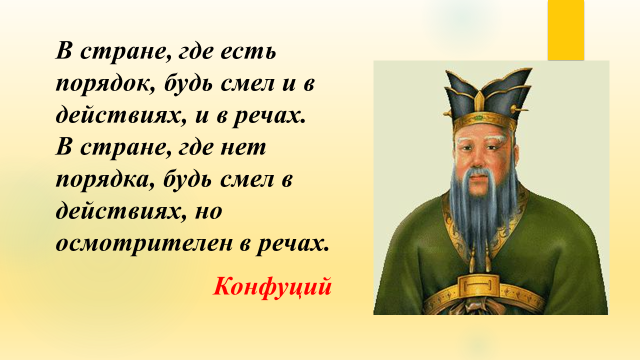 В стране, где есть
порядок, будь смел и в
действиях, и в речах.
В стране, где нет
порядка, будь смел в
действиях, но
осмотрителен в речах.
Конфуций